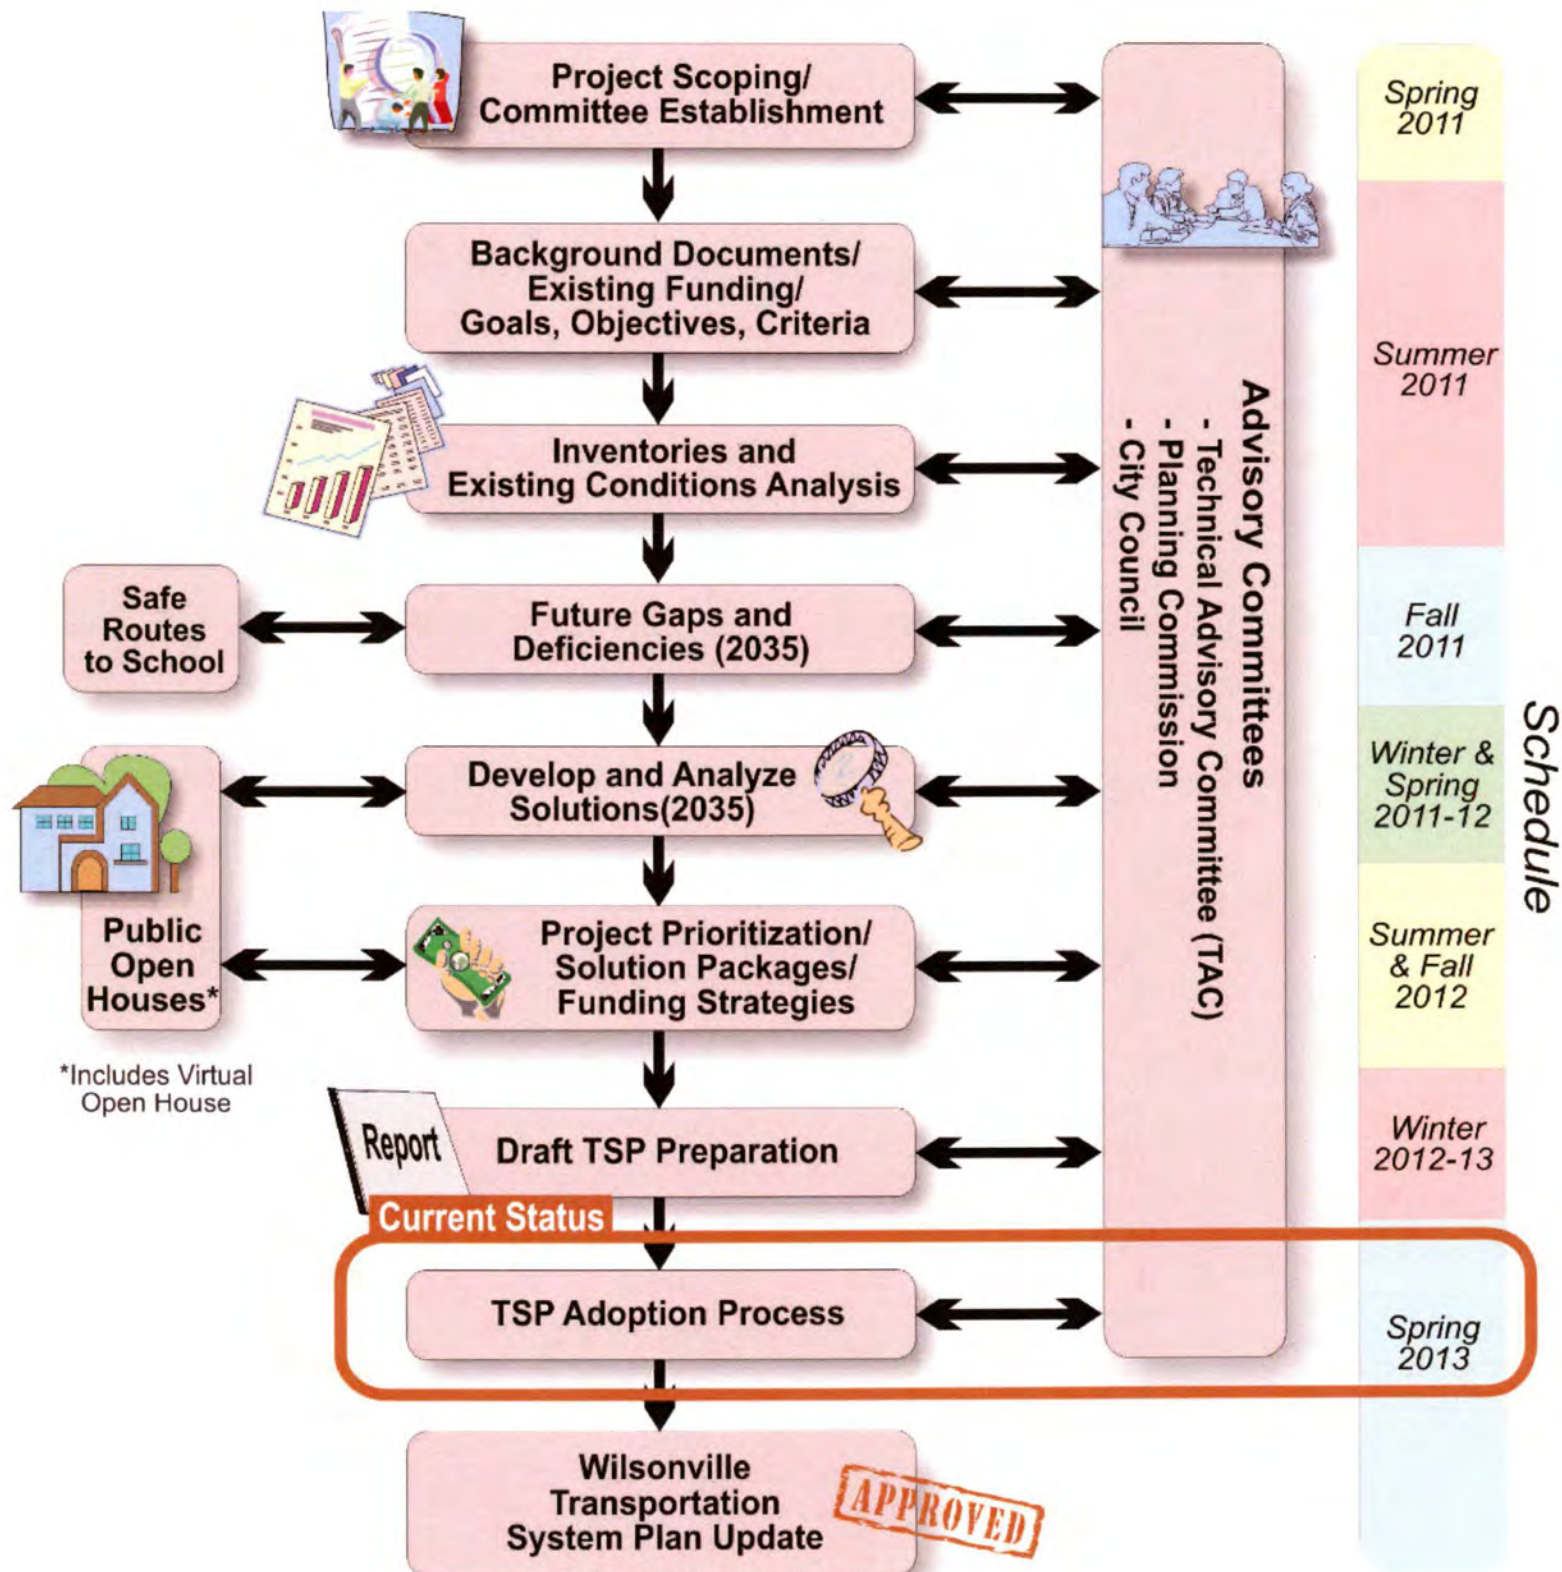 Project Scoping/
Committee Establishment
Background Documents/
Existing Funding/
Goals, Objectives, Criteria
Inventories and
Existing Conditions Analysis
Safe
Routes
to School
Future Gaps and
Deficiencies (2035)
Develop and Analyze
Solutions(2035)
Public
Open
Houses*
*Includes Virtual
Open House
Project Prioritization/
Solution Packages/
Funding Strategies
Report
Draft TSP Preparation
Current Status
TSP Adoption Process
Wilsonville
Transportation
System Plan Update
APPROVED
Advisory Committees
- Technical Advisory Committee (TAC)
- Planning Commission
- City Council
Spring
2011
Summer
2011
Fall
2011
Winter &
Spring
2011-12
Summer
& Fall
2012
Winter
2012-13
Spring
2013
Schedule